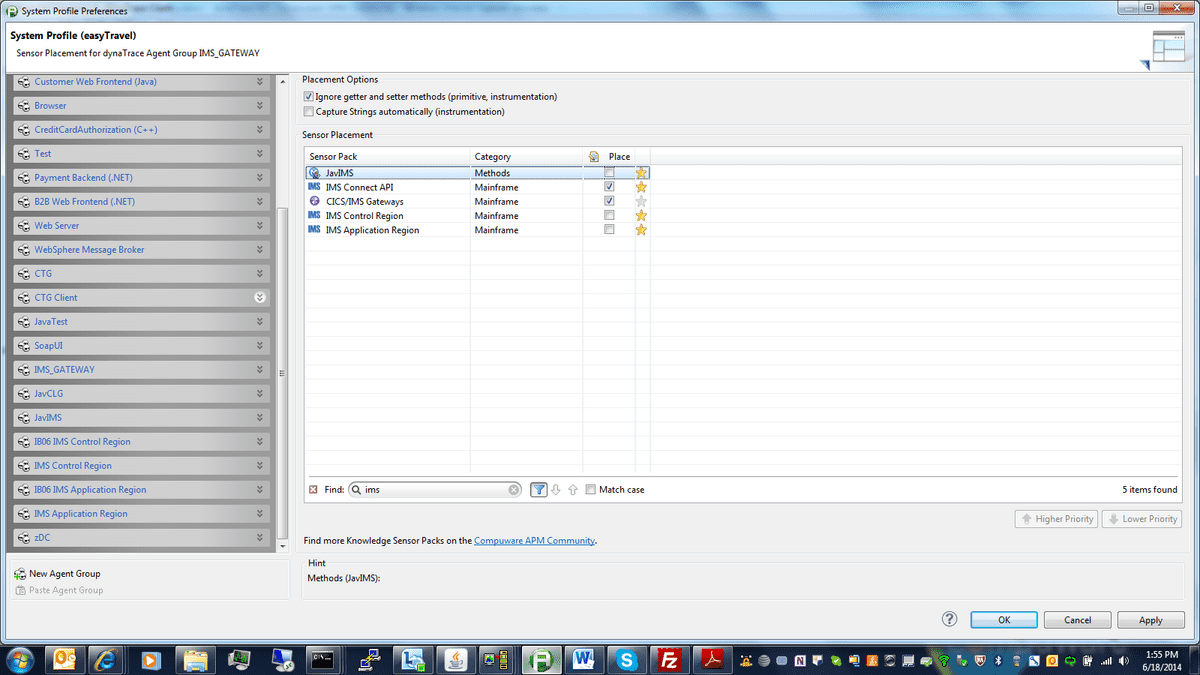 System Profile Preferences
System Profile (easyTravel)
Sensor Placement for dynaTrace Agent Group IMS_GATEWAY
Customer Web Frontend (Java)
Browser
CreditCardAuthorization (C++)
Test
Payment Backend (.NET)
B2B Web Frontend (.NET)
Web Server
WebSphere Message Broker
CTG
CTG Client
JavaTest
SoapUI
IMS_GATEWAY
JavCLG
JavIMS
IB06 IMS Control Region
IMS Control Region
IB06 IMS Application Region
IMS Application Region
zDC
New Agent Group
Paste Agent Group
Placement Options
Ignore getter and setter methods (primitive, instrumentation)
Capture Strings automatically (instrumentation)
Sensor Placement
Sensor Pack Category Place
JavIMS Methods
IMS IMS Connect API Mainframe
CICS/IMS Gateways Mainframe
IMS IMS Control Region Mainframe
IMS IMS Application Region Mainframe
Find: ims Match case 5 items found
Higher Priority Lower Priority
Find more Knowledge Sensor Packs on the Compuware APM Community.
Hint
Methods (JavIMS):
OK Cancel Apply
1:55 PM
6/18/2014